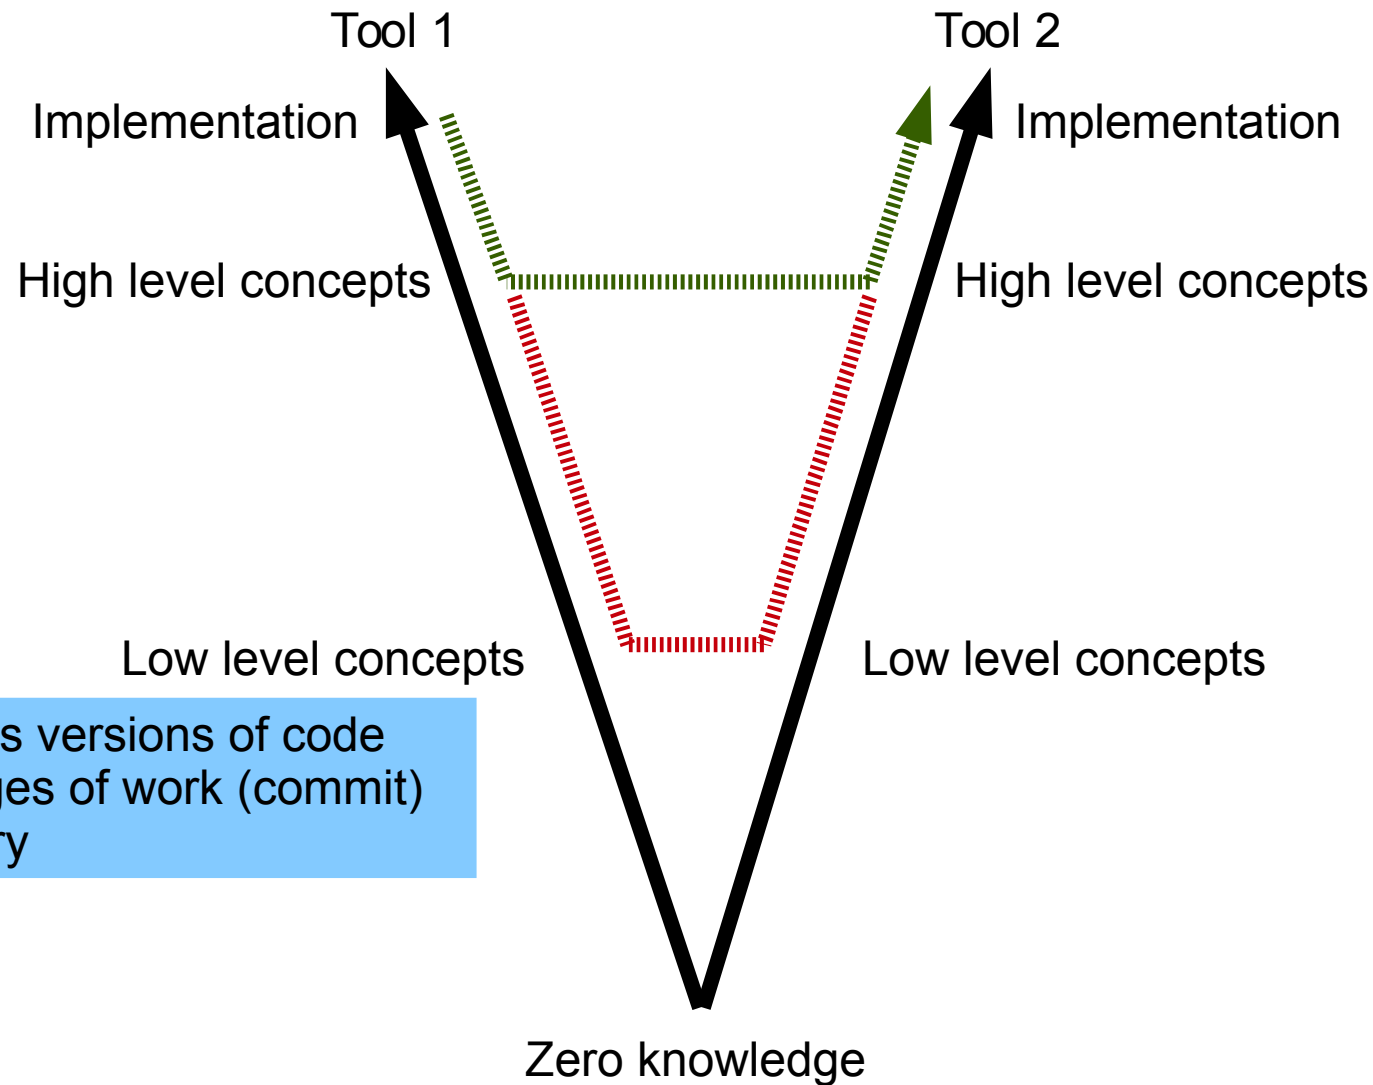 Tool 1
Tool 2
Implementation
Implementation
High level concepts
High level concepts
Low level concepts
Low level concepts
s versions of code
ges of work (commit)
ry
Zero knowledge